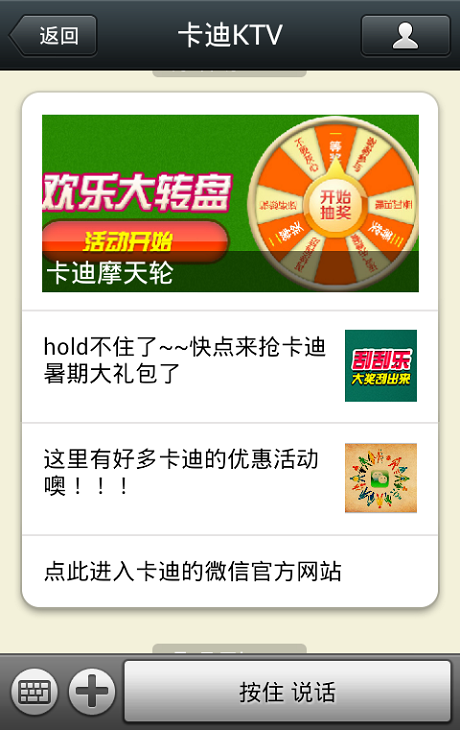 返回
卡迪KTV
欢乐大转盘
活动开始
一等奖
开始
抽奖
卡迪摩天轮
hold不住了~~快点来抢卡迪
暑期大礼包了
刮刮乐
大奖刮出来
这里有好多卡迪的优惠活动
噢！！！
点此进入卡迪的微信官方网站
按住 说话